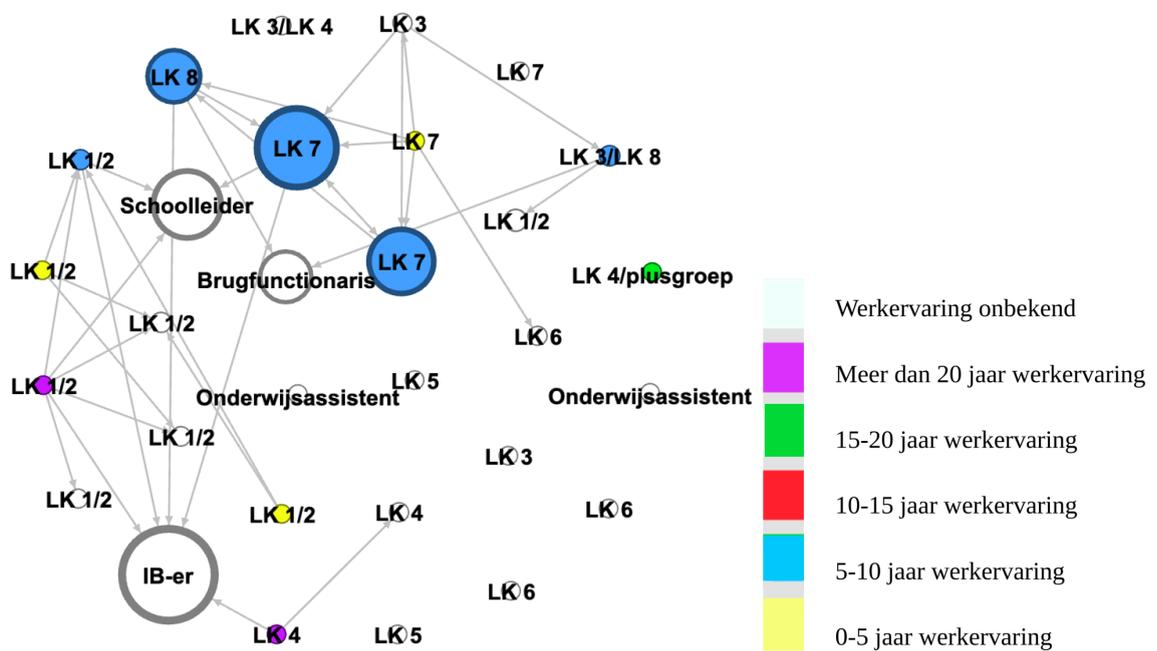 LK 3/LK 4
LK 3
LK 7
LK 8
LK 7
LK 7
LK 1/2
LK 3/LK 8
Schoolleider
LK 1/2
LK 7
LK 1/2
Brugfunctionaris
LK 4/plusgroep
LK 1/2
LK 6
LK 1/2
LK 5
Onderwijsassistent
Onderwijsassistent
LK 1/2
LK 3
LK 1/2
LK 1/2
LK 4
LK 6
IB-er
LK 6
LK 4
LK 5
Werkervaring onbekend
Meer dan 20 jaar werkervaring
15-20 jaar werkervaring
10-15 jaar werkervaring
5-10 jaar werkervaring
0-5 jaar werkervaring